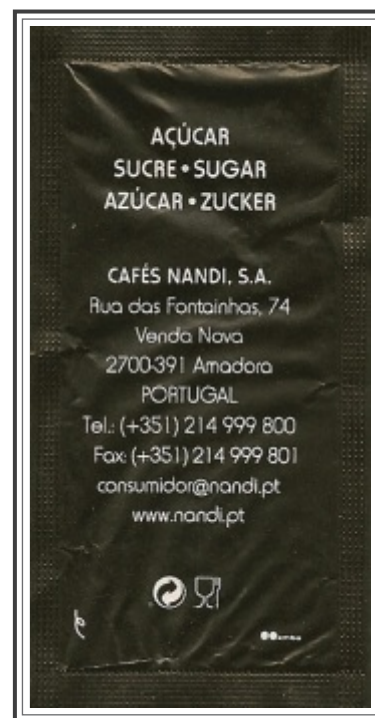 AÇÚCAR
SUCRE • SUGAR
AZÚCAR • ZUCKER
CAFÉS NANDI, S.A.
Rua das Fontainhas, 74
Venda Nova
2700-391 Amadora
PORTUGAL
Tel.: (+351) 214 999 800
Fax: (+351) 214 999 801
consumidor@nandi.pt
www.nandi.pt